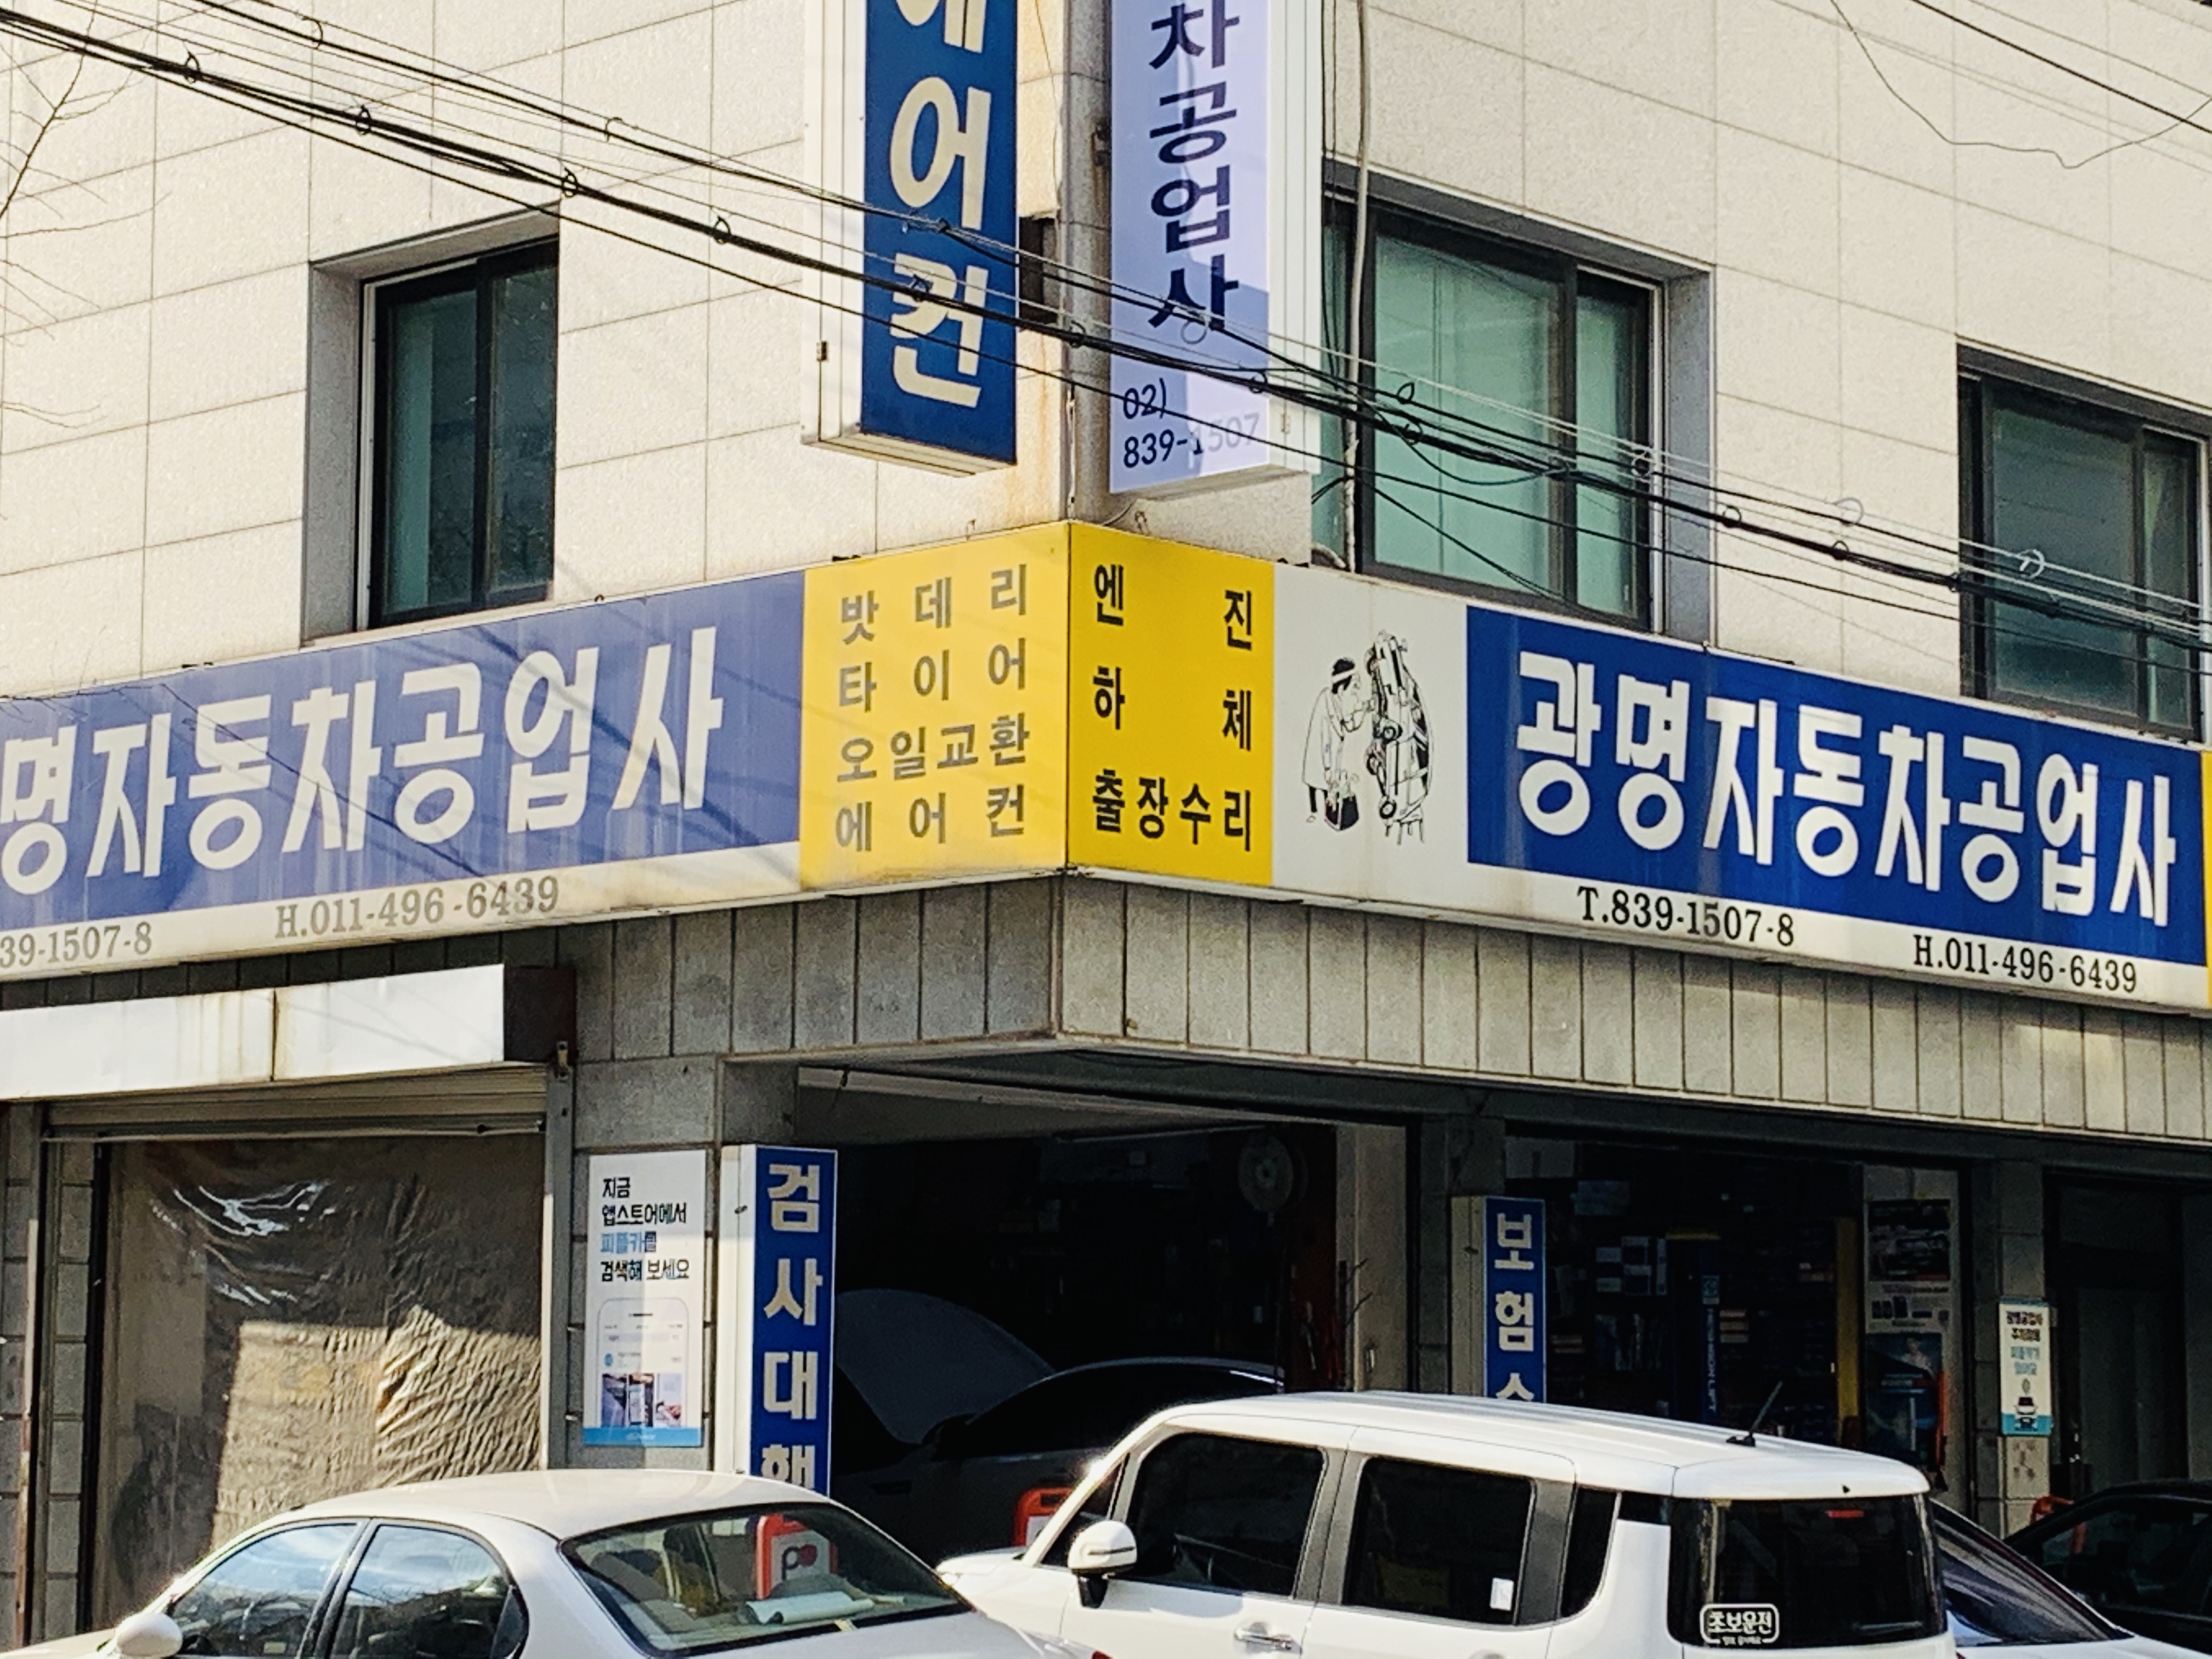 에어컨
차공업사
02)
839-1507
명자동차공업사
39-1507-8
H.011-496-6439
밧데리
타이어
오일교환
에어컨
엔진
하체
출장수리
광명자동차공업사
T.839-1507-8
H.011-496-6439
지금
앱스토어에서
피플카를
검색해 보세요
검사대행
보험수
초보운전